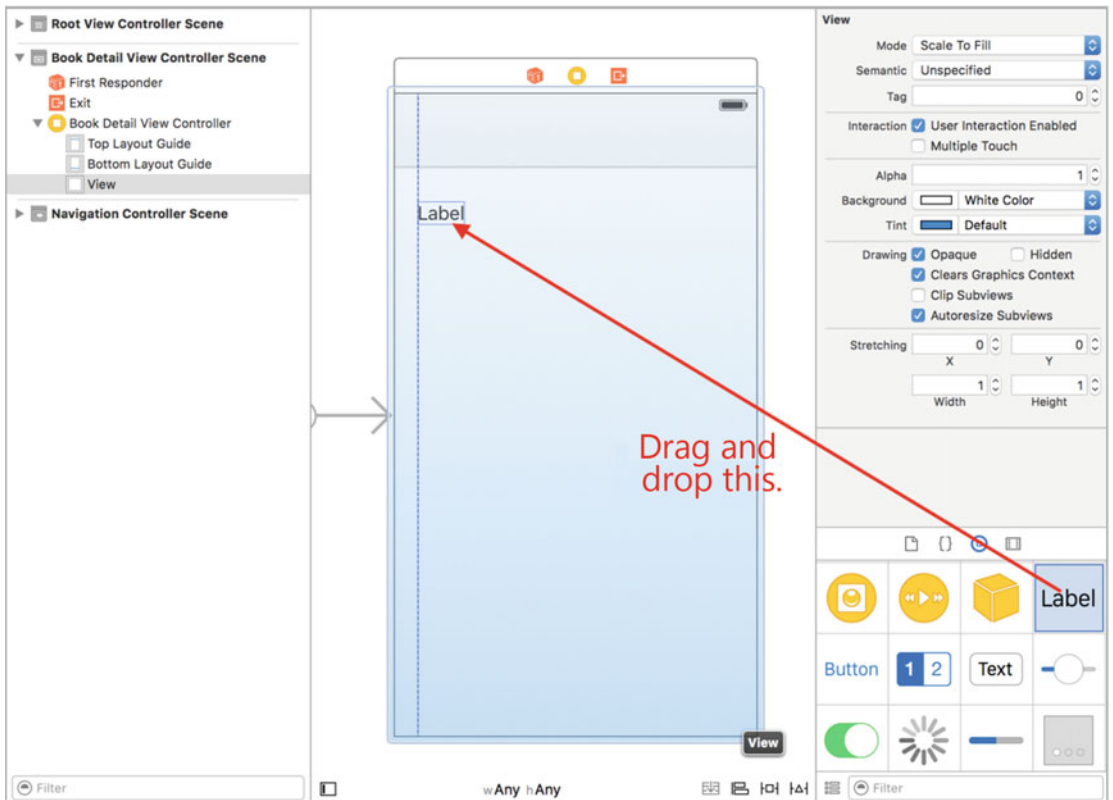 Root View Controller Scene
Book Detail View Controller Scene
First Responder
Exit
Book Detail View Controller
Top Layout Guide
Bottom Layout Guide
View
Navigation Controller Scene
Filter
Label
Drag and
drop this.
View
wAny hAny
View
Mode Scale To Fill
Semantic Unspecified
Tag 0
Interaction User Interaction Enabled
Multiple Touch
Alpha 1
Background White Color
Tint Default
Drawing Opaque Hidden
Clears Graphics Context
Clip Subviews
Autoresize Subviews
Stretching 0 0
X Y
1 1
Width Height
{}
Label
Button 1 2 Text
Filter